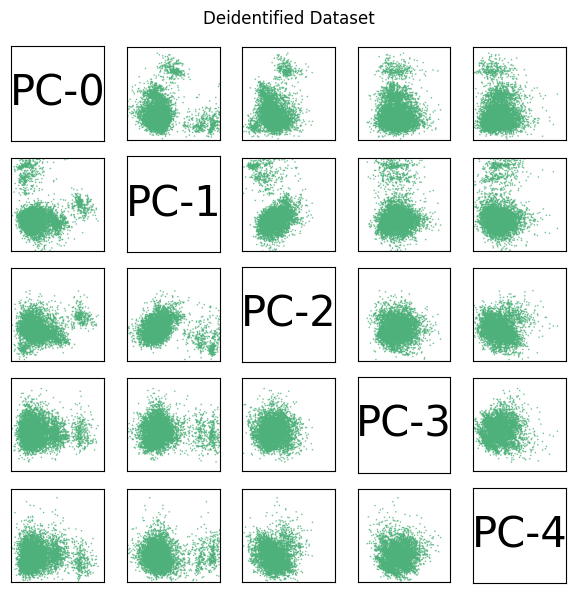 Deidentified Dataset
PC-0
PC-1
PC-2
PC-3
PC-4